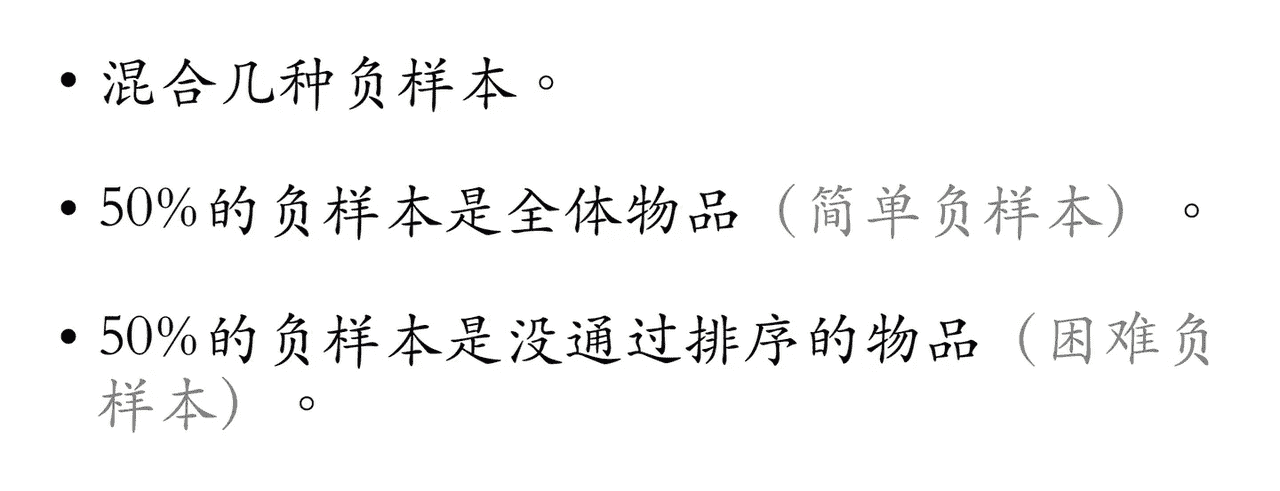 • 混合几种负样本。
• 50%的负样本是全体物品（简单负样本）。
• 50%的负样本是没通过排序的物品（困难负
样本）。